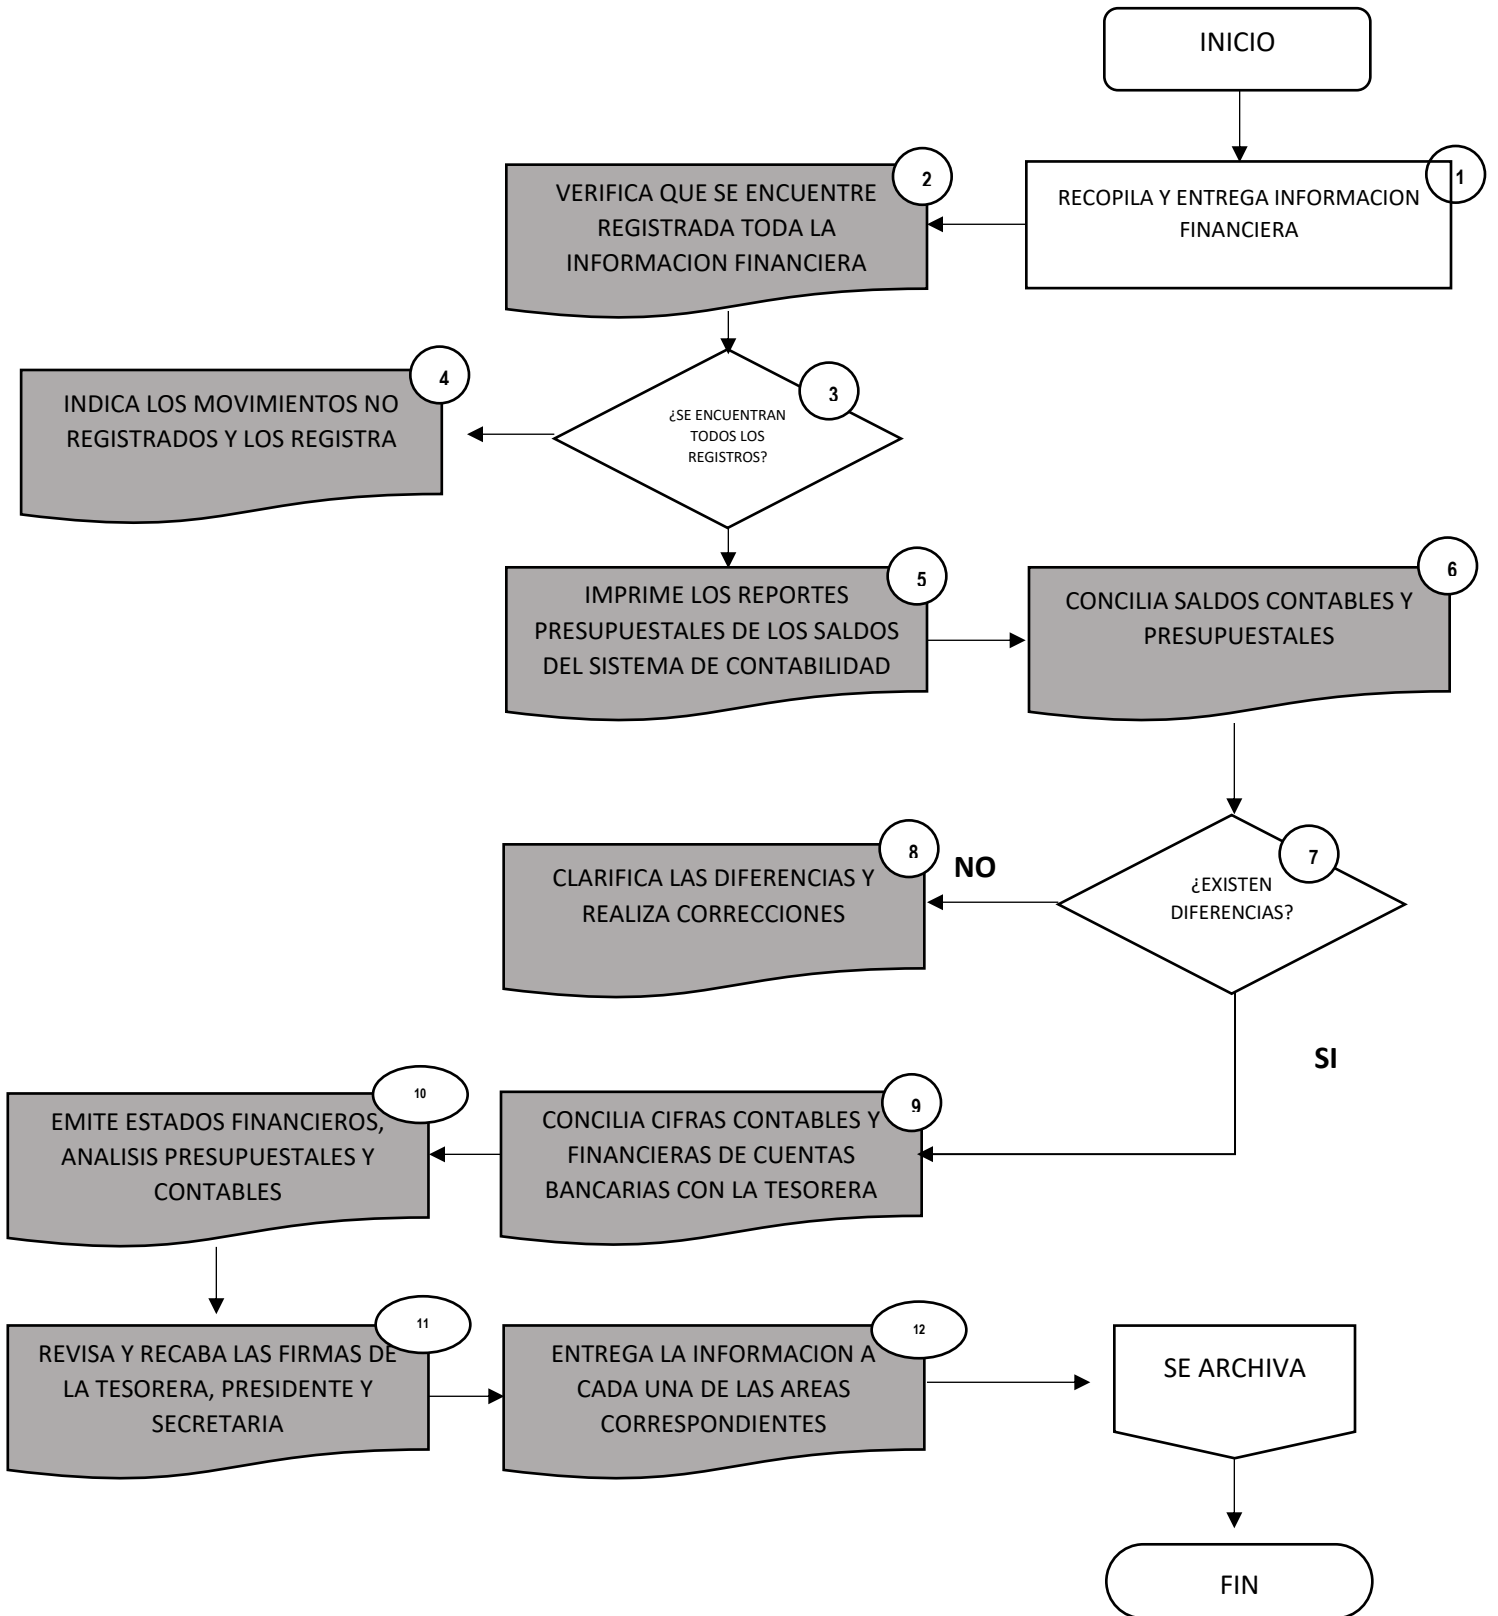 INICIO
1
RECOPILA Y ENTREGA INFORMACION
FINANCIERA
2
VERIFICA QUE SE ENCUENTRE
REGISTRADA TODA LA
INFORMACION FINANCIERA
3
¿SE ENCUENTRAN
TODOS LOS
REGISTROS?
4
INDICA LOS MOVIMIENTOS NO
REGISTRADOS Y LOS REGISTRA
5
IMPRIME LOS REPORTES
PRESUPUESTALES DE LOS SALDOS
DEL SISTEMA DE CONTABILIDAD
6
CONCILIA SALDOS CONTABLES Y
PRESUPUESTALES
7
¿EXISTEN
DIFERENCIAS?
NO
8
CLARIFICA LAS DIFERENCIAS Y
REALIZA CORRECCIONES
SI
9
CONCILIA CIFRAS CONTABLES Y
FINANCIERAS DE CUENTAS
BANCARIAS CON LA TESORERA
10
EMITE ESTADOS FINANCIEROS,
ANALISIS PRESUPUESTALES Y
CONTABLES
11
REVISA Y RECABA LAS FIRMAS DE
LA TESORERA, PRESIDENTE Y
SECRETARIA
12
ENTREGA LA INFORMACION A
CADA UNA DE LAS AREAS
CORRESPONDIENTES
SE ARCHIVA
FIN